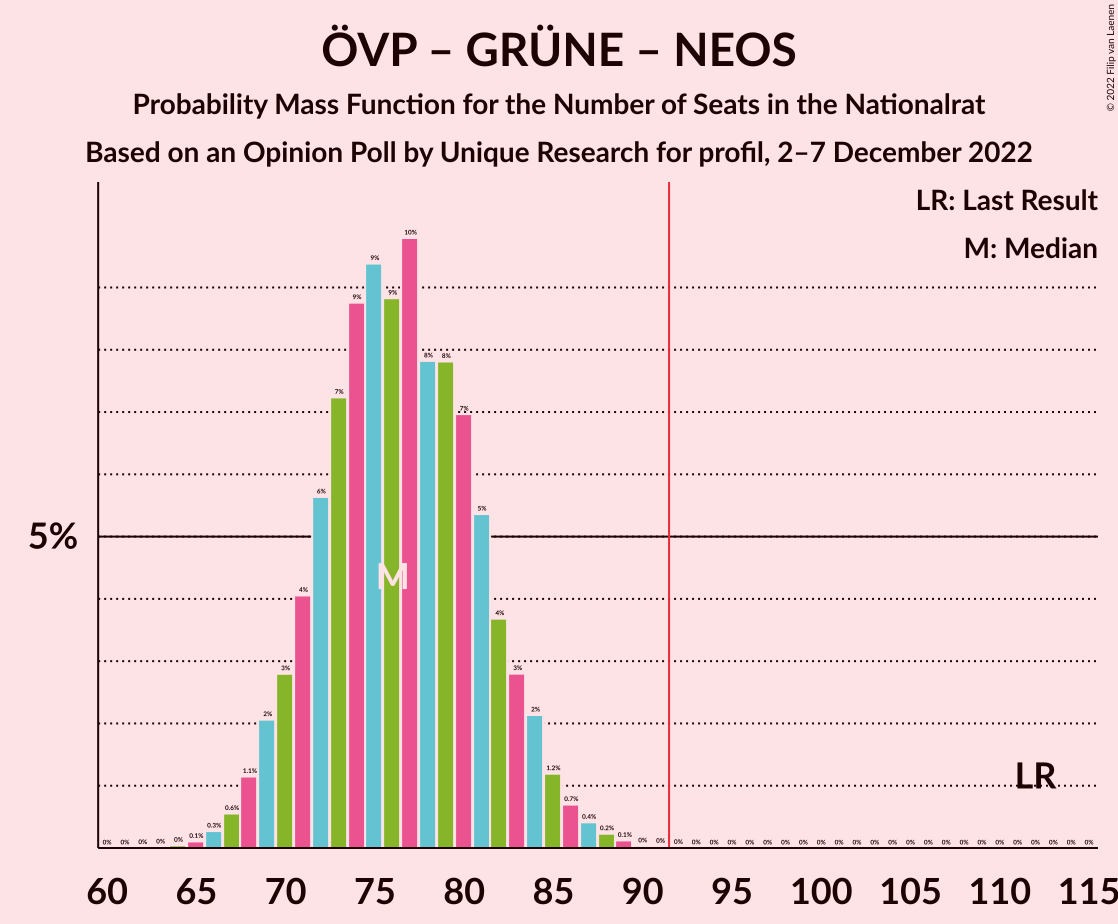 ÖVP – GRÜNE – NEOS
Probability Mass Function for the Number of Seats in the Nationalrat
Based on an Opinion Poll by Unique Research for profil, 2–7 December 2022
© 2022 Filip van Laenen
LR: Last Result
M: Median
5%
0% 0% 0% 0% 0% 0.1% 0.3% 0.6% 1.1% 2% 3% 4% 6% 7% 9% 9% 9% 10% 8% 8% 7% 5% 4% 3% 2% 1.2% 0.7% 0.4% 0.2% 0.1% 0% 0% 0% 0% 0% 0% 0% 0% 0% 0% 0% 0% 0% 0% 0% 0% 0% 0% 0% 0% 0% 0% 0% 0% 0% 0%
M
LR
60 65 70 75 80 85 90 95 100 105 110 115